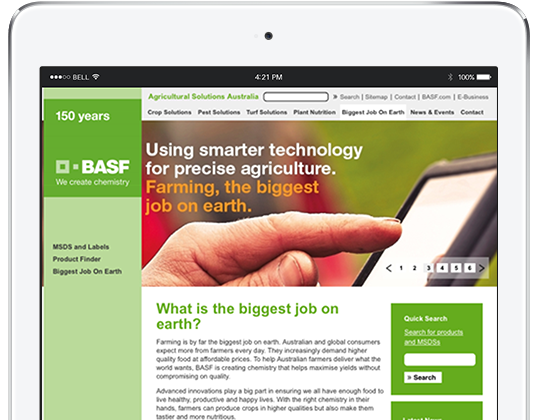 BELL
4:21 PM
100%
150 years
BASF
We create chemistry
MSDS and Labels
Product Finder
Biggest Job On Earth
Agricultural Solutions Australia
» Search | Sitemap | Contact | BASF.com | E-Business
Crop Solutions Pest Solutions Turf Solutions Plant Nutrition Biggest Job On Earth News & Events Contact
Using smarter technology
for precise agriculture.
Farming, the biggest
job on earth.
< 1 2 3 4 5 6 >
What is the biggest job on
earth?
Farming is by far the biggest job on earth. Australian and global consumers
expect more from farmers every day. They increasingly demand higher
quality food at affordable prices. To help Australian farmers deliver what the
world wants, BASF is creating chemistry that helps maximise yields without
compromising on quality.
Advanced innovations play a big part in ensuring we all have enough food to
live healthy, productive and happy lives. With the right chemistry in their
hands, farmers can produce crops in higher qualities but also make them
tastier and more nutritious.
Quick Search
Search for products
and MSDSs
» Search
Latest News